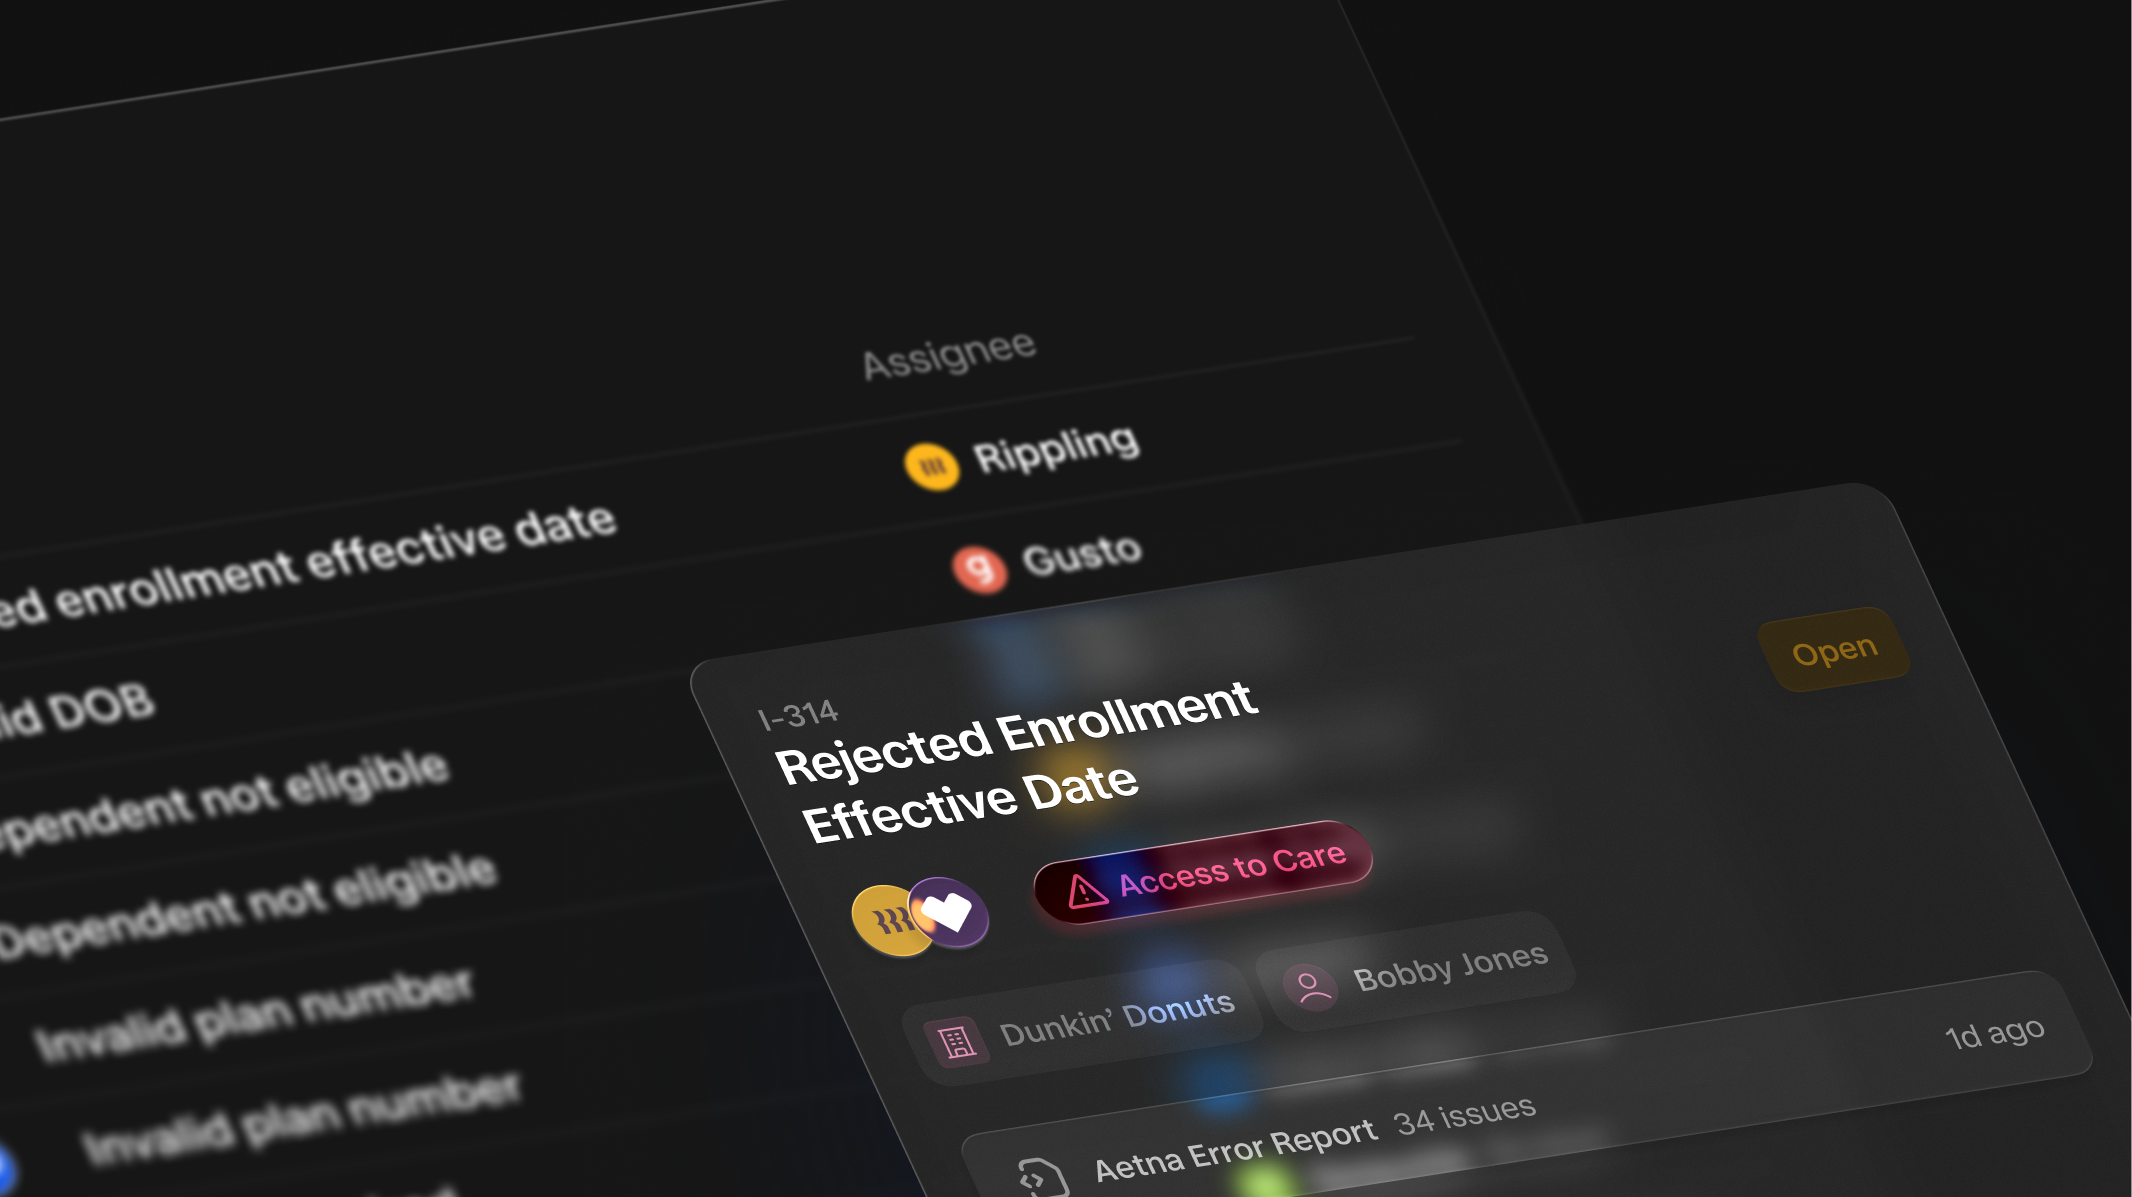 Assignee
Rippling
ed enrollment effective date
g Gusto
id DOB
ependent not eligible
Dependent not eligible
Invalid plan number
Invalid plan number
I-314
Open
Rejected Enrollment
Effective Date
Access to Care
Dunkin’ Donuts
Bobby Jones
Aetna Error Report 34 issues
1d ago